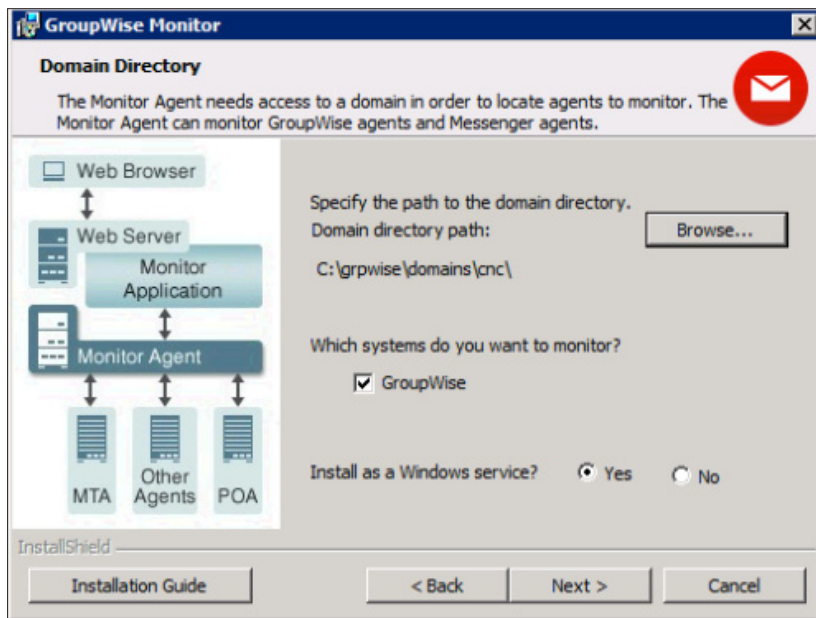 GroupWise Monitor
Domain Directory
The Monitor Agent needs access to a domain in order to locate agents to monitor. The
Monitor Agent can monitor GroupWise agents and Messenger agents.
Web Browser
Web Server
Monitor
Application
Monitor Agent
MTA
Other
Agents
POA
Specify the path to the domain directory.
Domain directory path:
Browse...
C:\grpwise\domains\cnc\
Which systems do you want to monitor?
GroupWise
Install as a Windows service? Yes No
InstallShield
Installation Guide < Back Next > Cancel